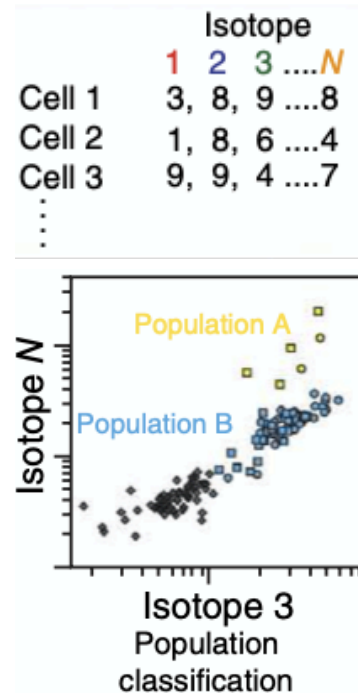 Isotope
1 2 3 ....N
Cell 1 3, 8, 9 ....8
Cell 2 1, 8, 6 ....4
Cell 3 9, 9, 4 ....7
Population A
Population B
Isotope N
Isotope 3
Population
classification